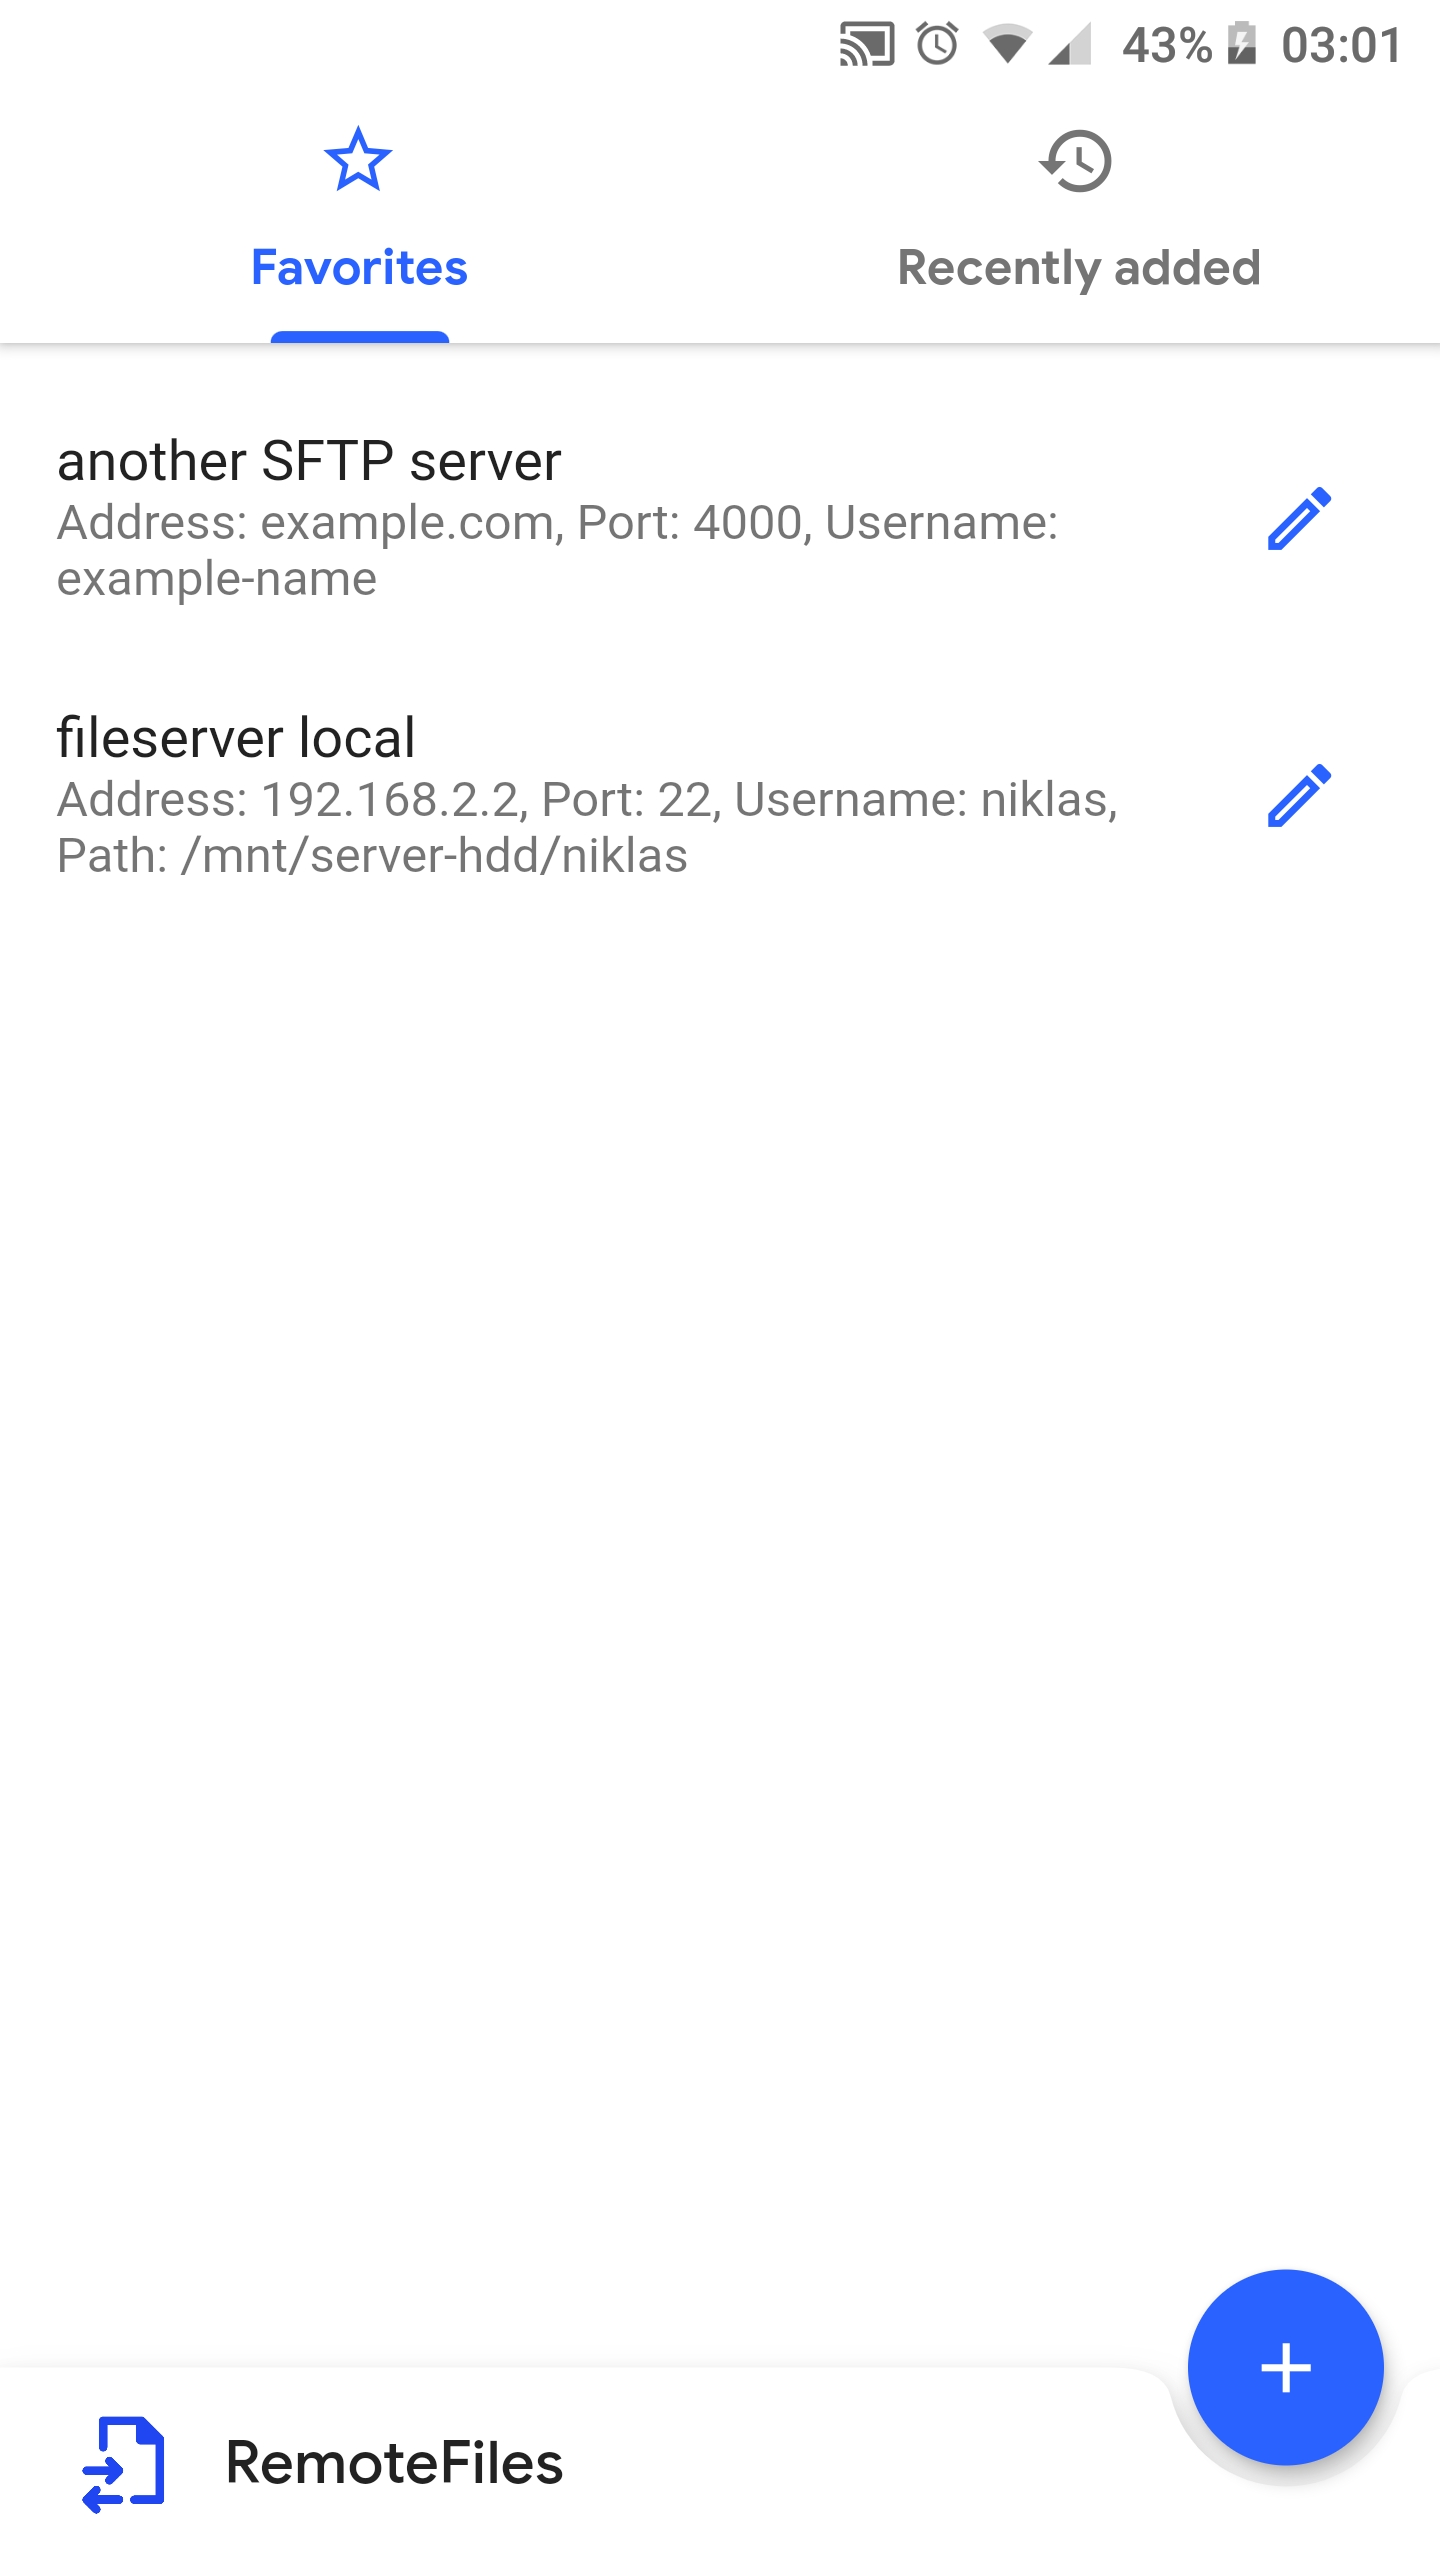 43% 03:01
Favorites
Recently added
another SFTP server
Address: example.com, Port: 4000, Username:
example-name
fileserver local
Address: 192.168.2.2, Port: 22, Username: niklas,
Path: /mnt/server-hdd/niklas
RemoteFiles